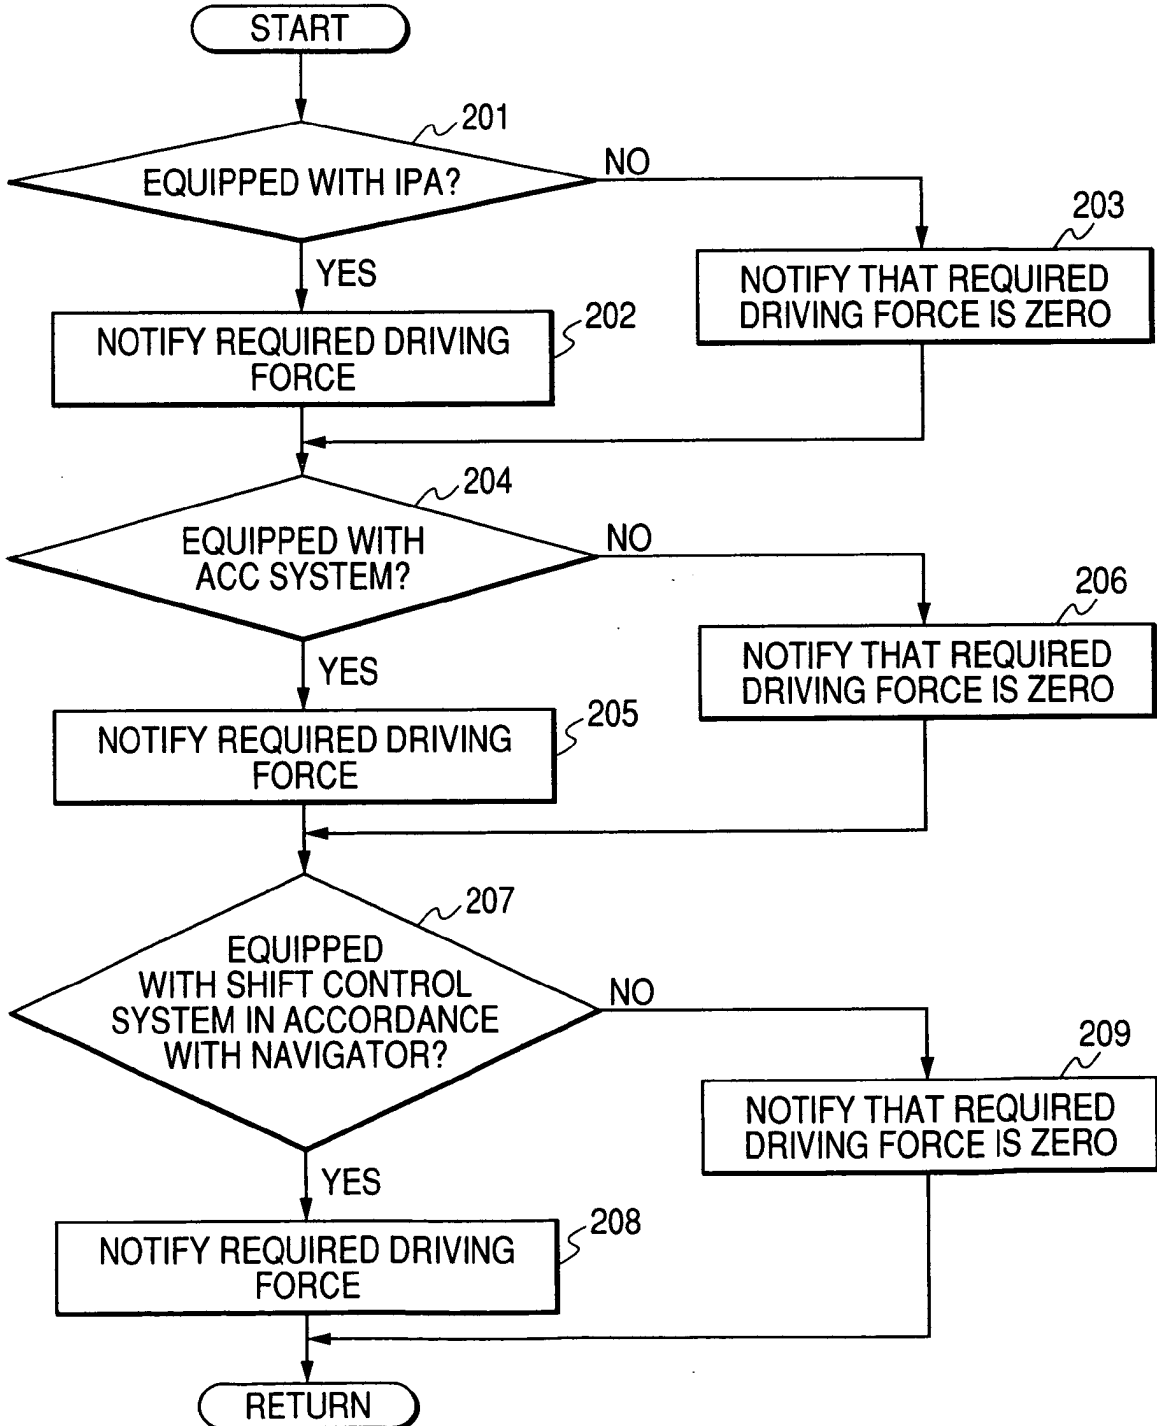 START
201
EQUIPPED WITH IPA?
NO
203
NOTIFY THAT REQUIRED
DRIVING FORCE IS ZERO
YES
202
NOTIFY REQUIRED DRIVING
FORCE
204
EQUIPPED WITH
ACC SYSTEM?
NO
206
NOTIFY THAT REQUIRED
DRIVING FORCE IS ZERO
YES
205
NOTIFY REQUIRED DRIVING
FORCE
207
EQUIPPED
WITH SHIFT CONTROL
SYSTEM IN ACCORDANCE
WITH NAVIGATOR?
NO
209
NOTIFY THAT REQUIRED
DRIVING FORCE IS ZERO
YES
208
NOTIFY REQUIRED DRIVING
FORCE
RETURN